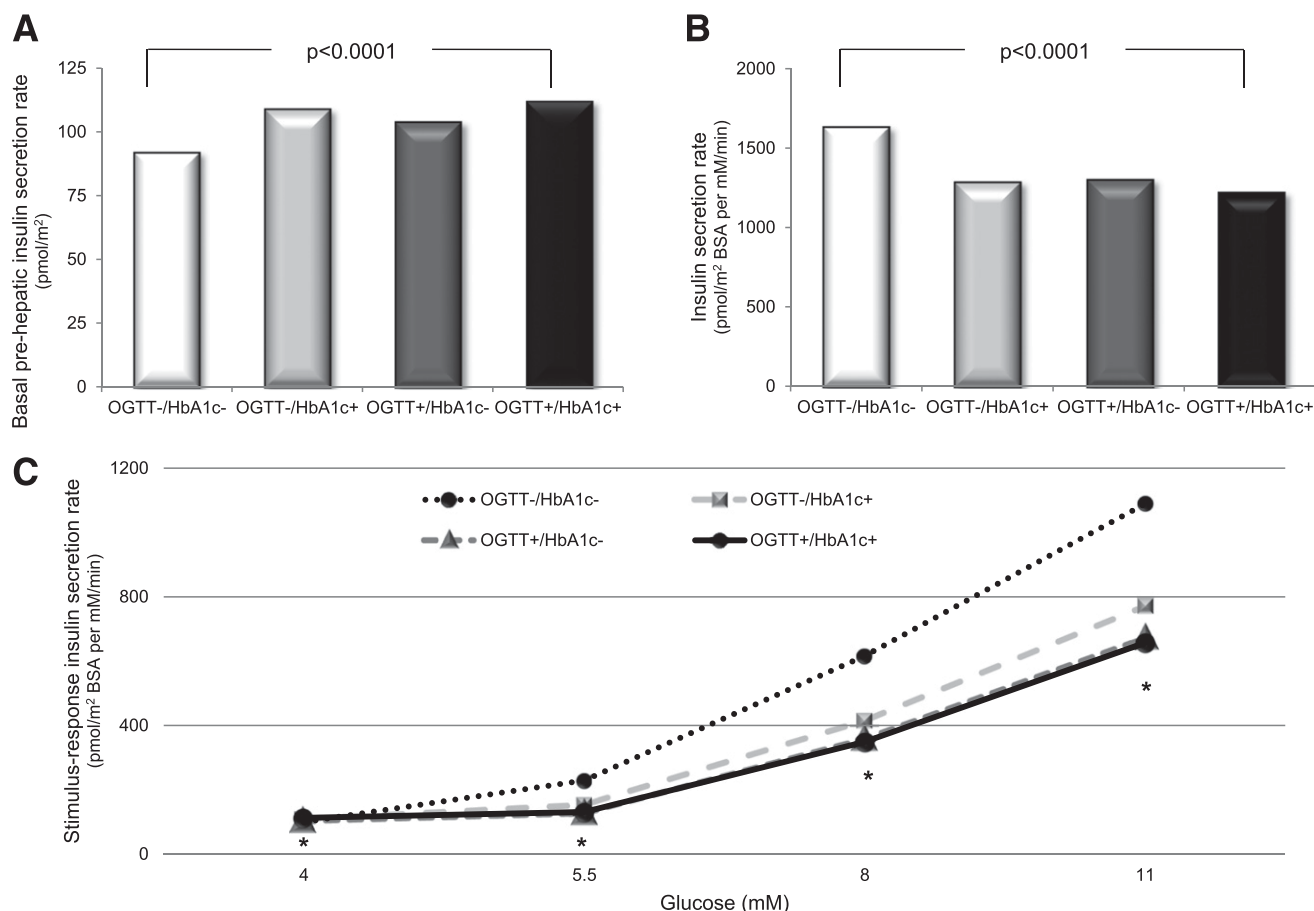 A
p<0.0001
Basal pre-hepatic insulin secretion rate
(pmol/m²)
125
100
75
50
25
0
OGTT-/HbA1c- OGTT-/HbA1c+ OGTT+/HbA1c- OGTT+/HbA1c+
B
p<0.0001
Insulin secretion rate
(pmol/m² BSA per mM/min)
2000
1500
1000
500
0
OGTT-/HbA1c- OGTT-/HbA1c+ OGTT+/HbA1c- OGTT+/HbA1c+
C
Stimulus-response insulin secretion rate
(pmol/m² BSA per mM/min)
1200
800
400
0
OGTT-/HbA1c- OGTT-/HbA1c+
OGTT+/HbA1c- OGTT+/HbA1c+
* * * *
4 5.5 8 11
Glucose (mM)